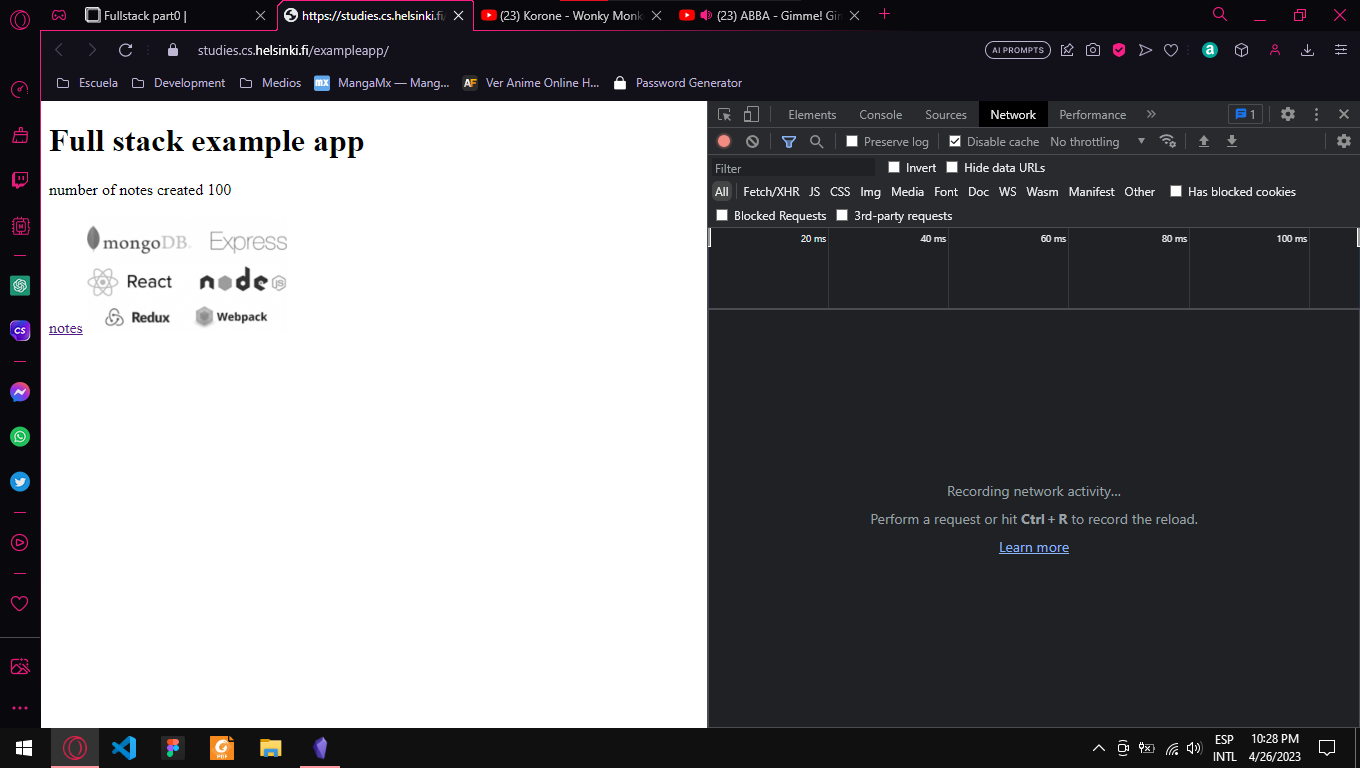 Fullstack part0 |
https://studies.cs.helsinki.fi/
(23) Korone - Wonky Monk
(23) ABBA - Gimme! Gim
studies.cs.helsinki.fi/exampleapp/
AI PROMPTS
a
Escuela
Development
Medios
mx
MangaMx — Mang...
AF
Ver Anime Online H...
Password Generator
Full stack example app
number of notes created 100
mongoDB.
Express
React
node
JS
Redux
Webpack
notes
Elements
Console
Sources
Network
Performance
»
1
Preserve log
Disable cache
No throttling
Filter
Invert
Hide data URLs
All
Fetch/XHR
JS
CSS
Img
Media
Font
Doc
WS
Wasm
Manifest
Other
Has blocked cookies
Blocked Requests
3rd-party requests
20 ms
40 ms
60 ms
80 ms
100 ms
Recording network activity...
Perform a request or hit Ctrl + R to record the reload.
Learn more
CS
PDF
ESP
INTL
10:28 PM
4/26/2023